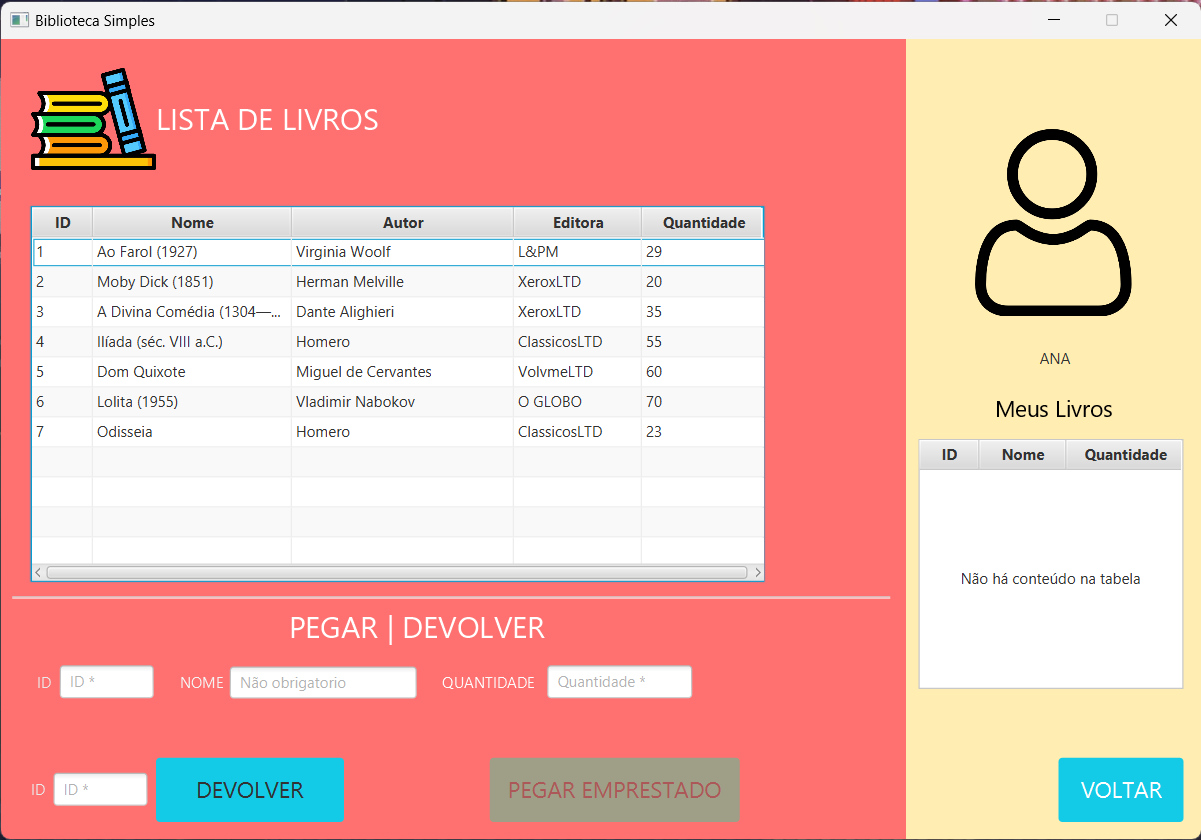 Biblioteca Simples
LISTA DE LIVROS
ID Nome Autor Editora Quantidade
1 Ao Farol (1927) Virginia Woolf L&PM 29
2 Moby Dick (1851) Herman Melville XeroxLTD 20
3 A Divina Comédia (1304—... Dante Alighieri XeroxLTD 35
4 Ilíada (séc. VIII a.C.) Homero ClassicosLTD 55
5 Dom Quixote Miguel de Cervantes VolvmeLTD 60
6 Lolita (1955) Vladimir Nabokov O GLOBO 70
7 Odisseia Homero ClassicosLTD 23
PEGAR | DEVOLVER
ID ID * NOME Não obrigatorio QUANTIDADE Quantidade *
ID ID * DEVOLVER PEGAR EMPRESTADO
ANA
Meus Livros
ID Nome Quantidade
Não há conteúdo na tabela
VOLTAR